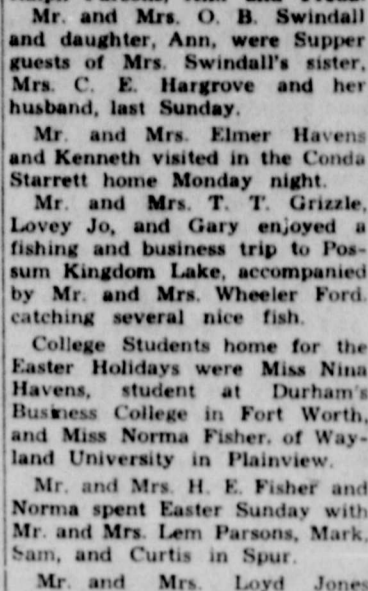 Mr. and Mrs. O. B. Swindall
and daughter, Ann, were Supper
guests of Mrs. Swindall's sister,
Mrs. C. E. Hargrove and her
husband, last Sunday.
Mr. and Mrs. Elmer Havens
and Kenneth visited in the Conda
Starrett home Monday night.
Mr. and Mrs. T. T. Grizzle,
Lovey Jo, and Gary enjoyed a
fishing and business trip to Pos-
sum Kingdom Lake, accompanied
by Mr. and Mrs. Wheeler Ford.
catching several nice fish.
College Students home for the
Easter Holidays were Miss Nina
Havens, student at Durham's
Business College in Fort Worth,
and Miss Norma Fisher. of Way-
land University in Plainview.
Mr. and Mrs. H. E. Fisher and
Norma spent Easter Sunday with
Mr. and Mrs. Lem Parsons, Mark,
Sam, and Curtis in Spur.
Mr. and Mrs. Loyd Jones